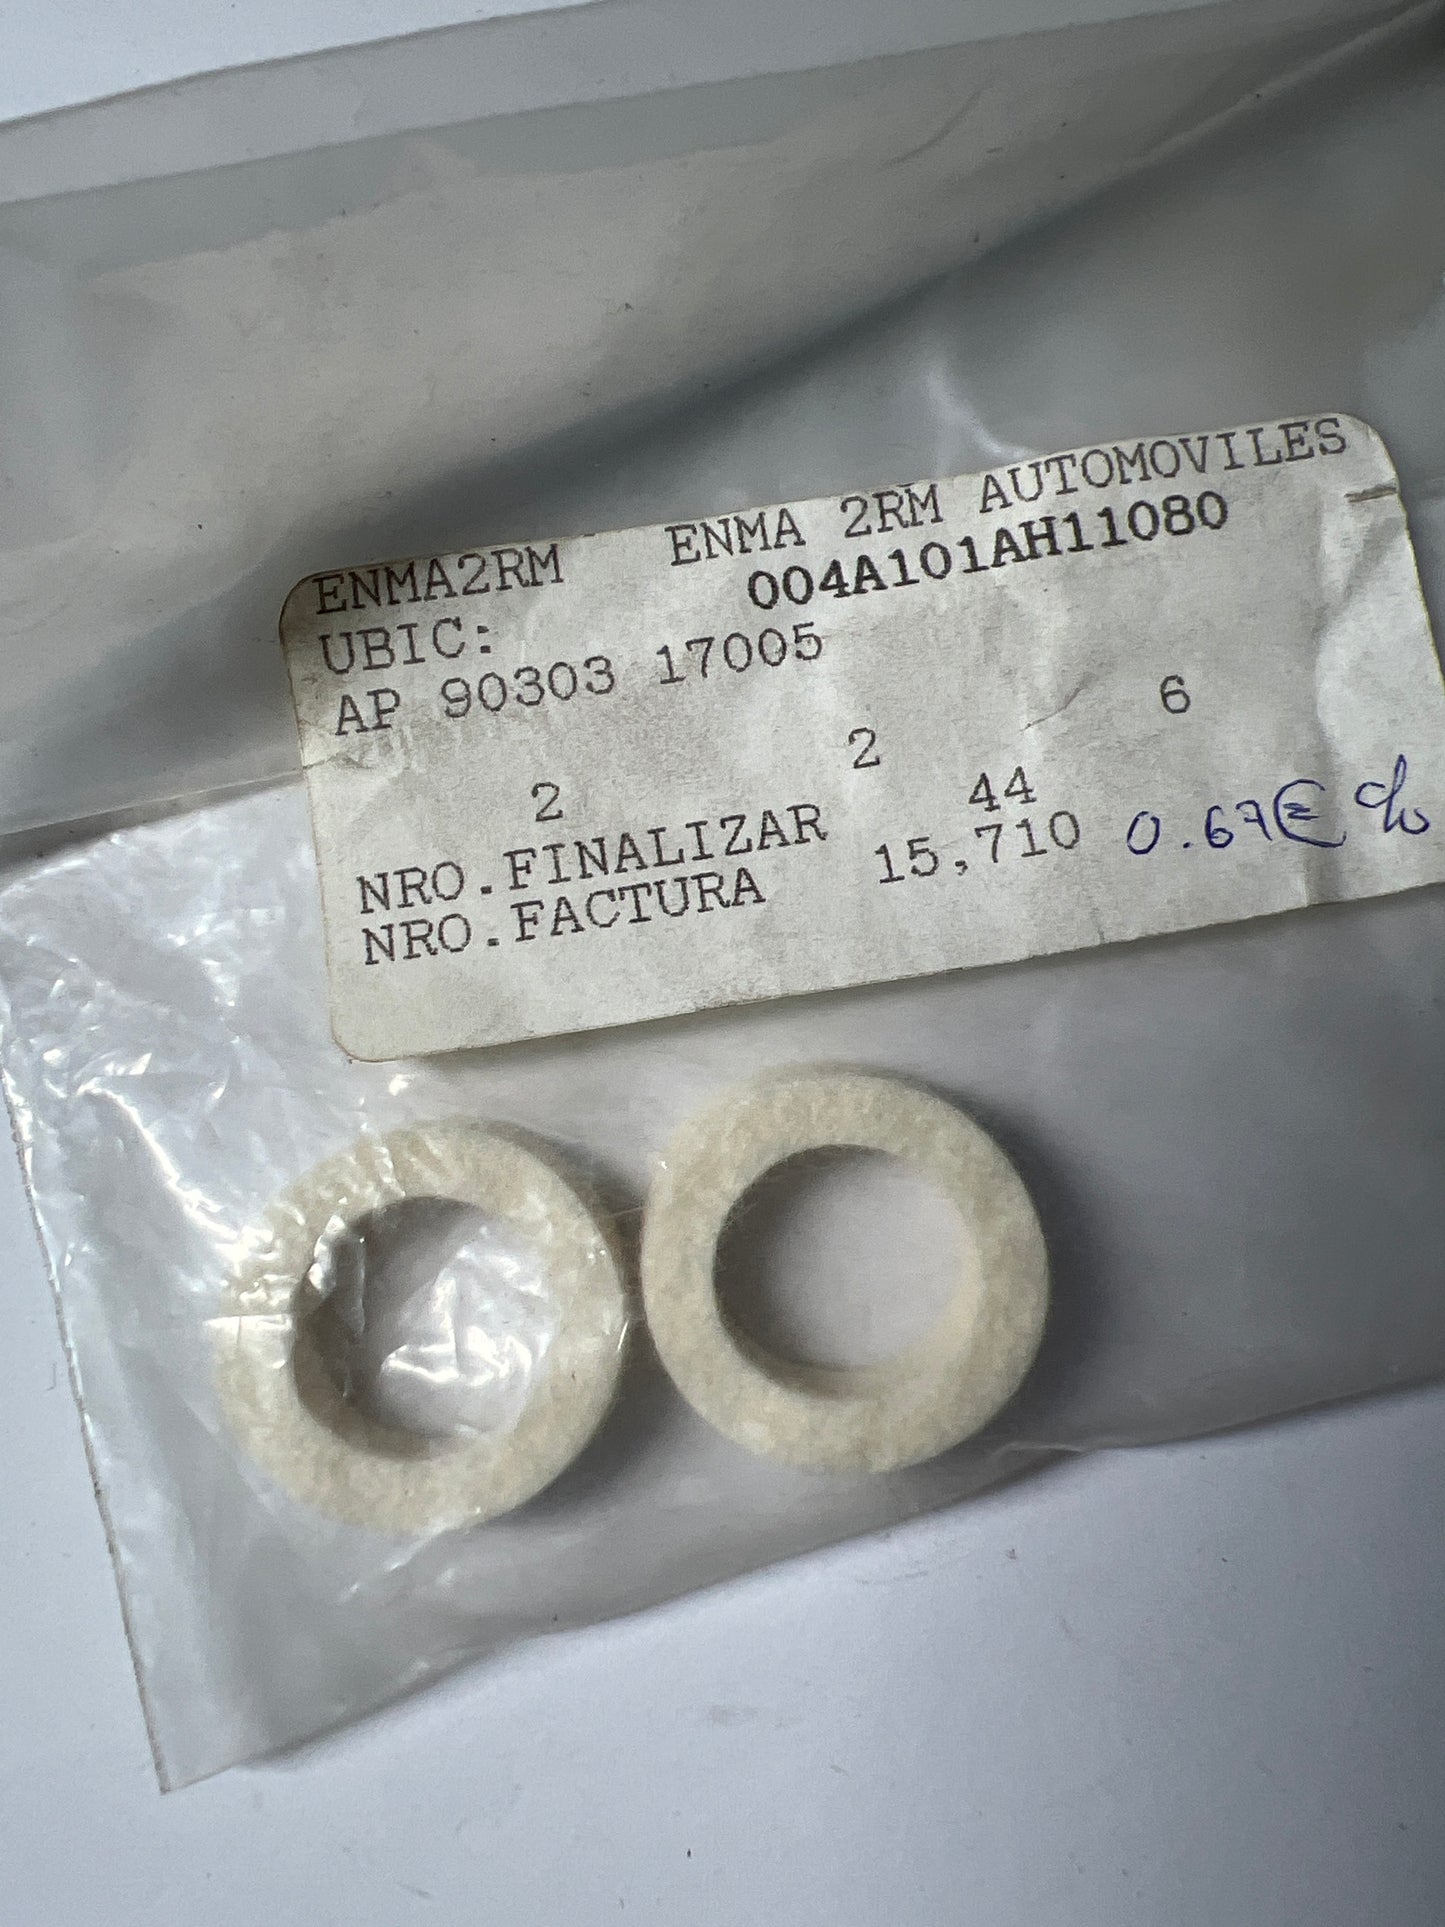 ENMA2RM ENMA 2RM AUTOMOVILES
UBIC: 004A101AH11080
AP 90303 17005
2 2 6
NRO.FINALIZAR 44
NRO.FACTURA 15,710 0.67€ c/u